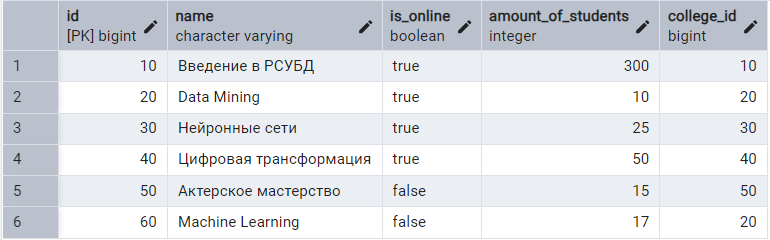 id name is_online amount_of_students college_id
[PK] bigint character varying boolean integer bigint
1 10 Введение в РСУБД true 300 10
2 20 Data Mining true 10 20
3 30 Нейронные сети true 25 30
4 40 Цифровая трансформация true 50 40
5 50 Актерское мастерство false 15 50
6 60 Machine Learning false 17 20